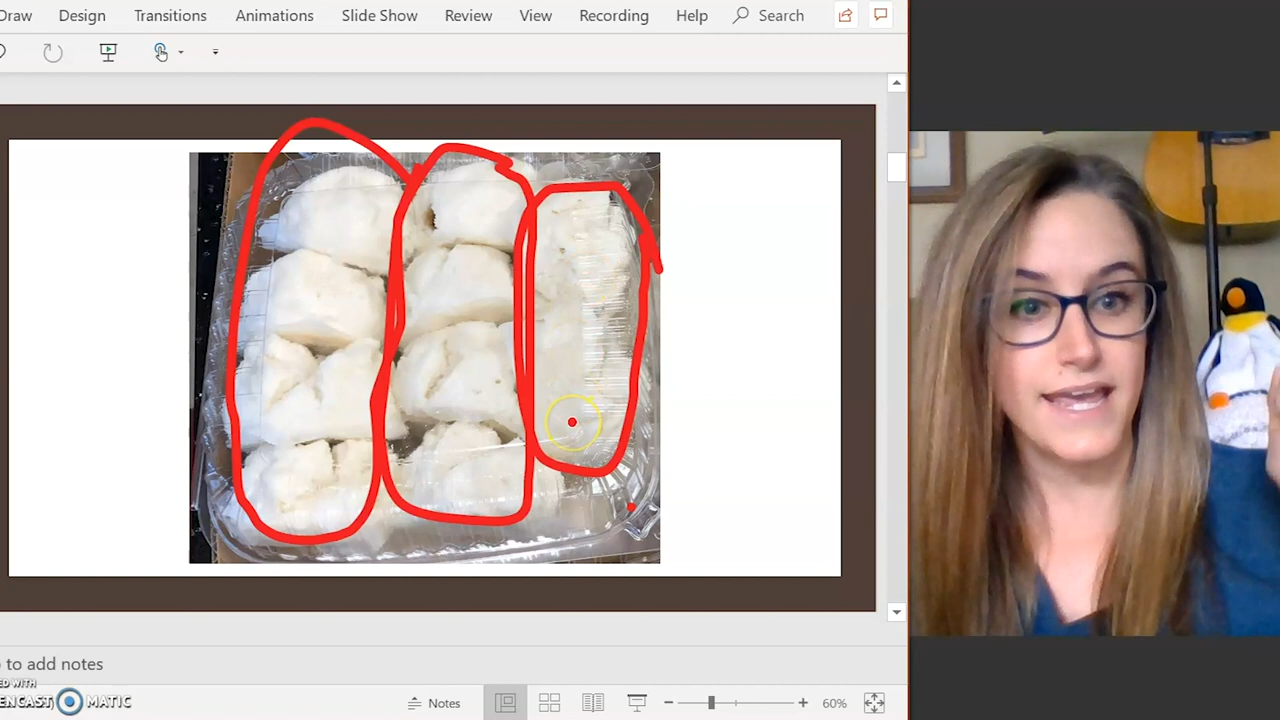 Draw Design Transitions Animations Slide Show Review View Recording Help Search
to add notes
ED WITH
ENCAST MATIC
Notes 60%